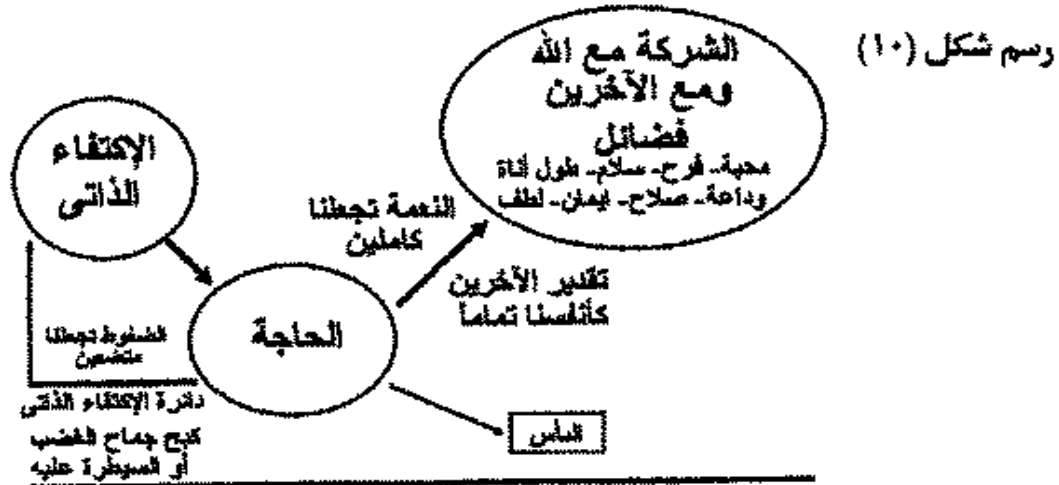 رسم شكل (١٠)
الشركة مع الله
ومع الآخرين
فضائل
محبة- فرح- سلام- طول أناة
وداعة- صلاح- ايمان- لطف
الإكتفاء
الذاتى
النعمة تجعلنا
كاملين
تقدير الآخرين
كأنفسنا تماماً
الحاجة
الضغوط تجعلنا
متضعين
دائرة الإكتفاء الذاتى
كبح جماح الغضب
أو السيطرة عليه
اليأس